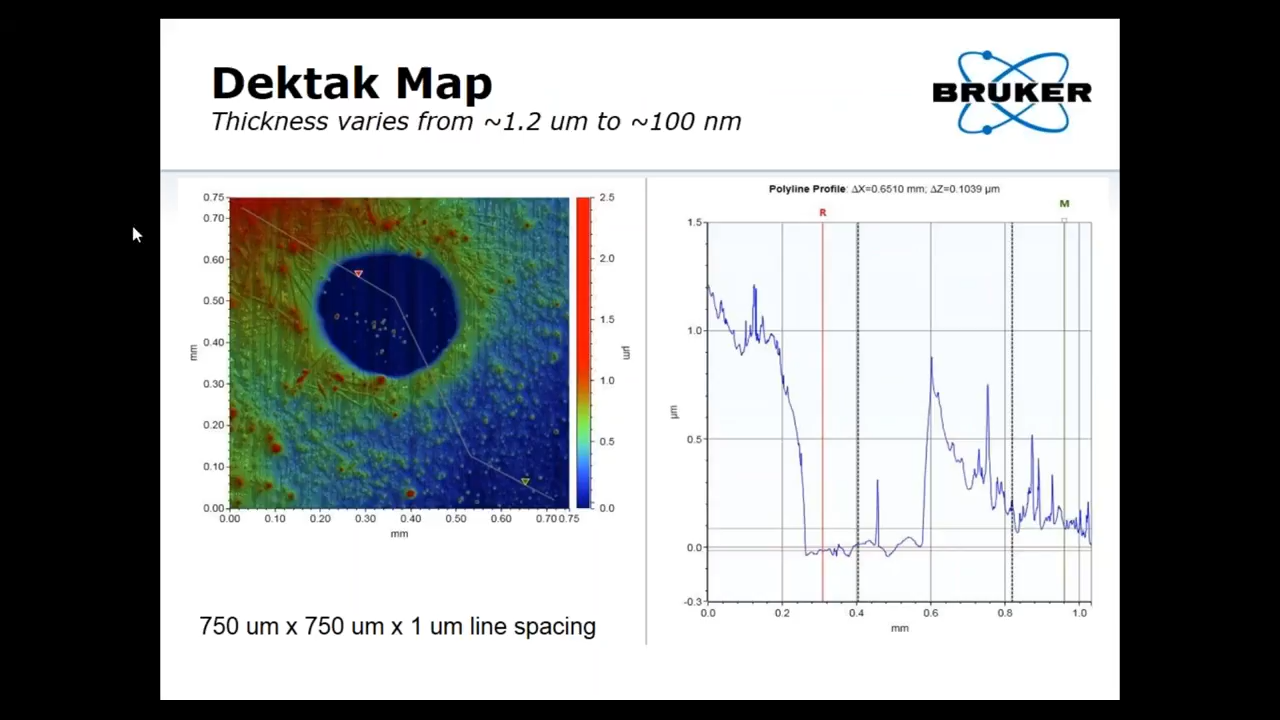 Dektak Map
Thickness varies from ~1.2 um to ~100 nm
BRUKER
0.75
0.70
0.60
0.50
0.40
0.30
0.20
0.10
0.00
mm
0.00 0.10 0.20 0.30 0.40 0.50 0.60 0.70 0.75
mm
2.5
2.0
1.5
1.0
0.5
0.0
µm
750 um x 750 um x 1 um line spacing
Polyline Profile: ΔX=0.6510 mm; ΔZ=0.1039 µm
R
M
1.5
1.0
0.5
0.0
-0.3
µm
0.0 0.2 0.4 0.6 0.8 1.0
mm